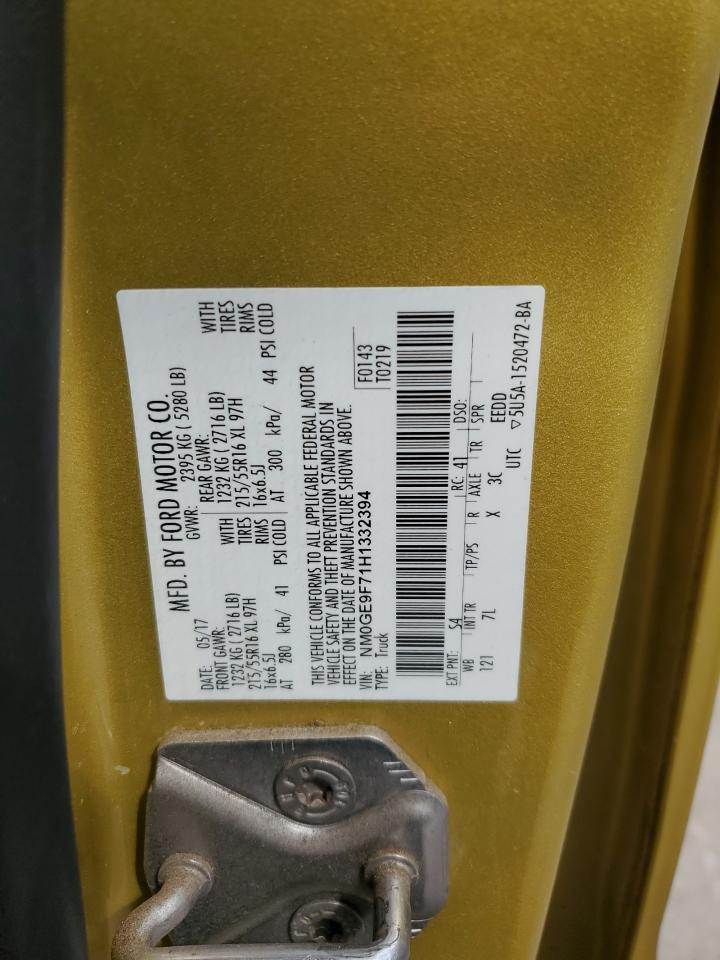 MFD. BY FORD MOTOR CO.
DATE: 05/17 GVWR: 2395 KG ( 5280 LB)
FRONT GAWR: REAR GAWR:
1232 KG ( 2716 LB) WITH 1232 KG ( 2716 LB) WITH
215/55R16 XL 97H TIRES 215/55R16 XL 97H TIRES
16x6.5J RIMS 16x6.5J RIMS
AT 280 kPa/ 41 PSI COLD AT 300 kPa/ 44 PSI COLD
THIS VEHICLE CONFORMS TO ALL APPLICABLE FEDERAL MOTOR
VEHICLE SAFETY AND THEFT PREVENTION STANDARDS IN
EFFECT ON THE DATE OF MANUFACTURE SHOWN ABOVE.
VIN: NM0GE9F71H1332394 F0143
TYPE: Truck T0219
EXT PNT: S4 RC: 41 DSO:
WB INT TR TP/PS R AXLE TR SPR
121 7L X 3C EEDD
UTC ▽5U5A-1520472-BA